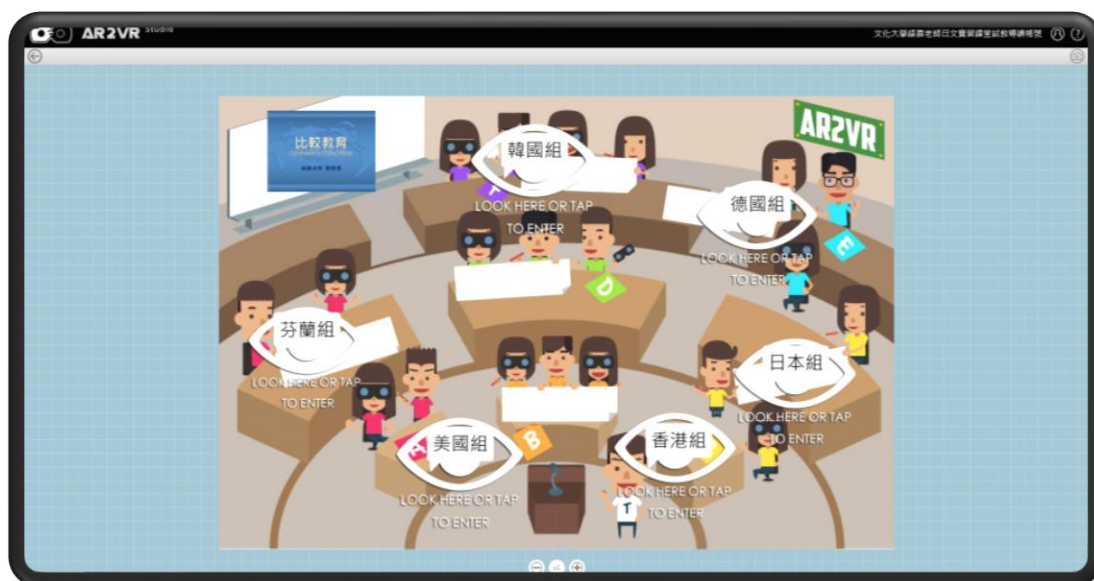 AR2VR Studio
比較教育
AR2VR
韓國組
LOOK HERE OR TAP
TO ENTER
F
德國組
LOOK HERE OR TAP
TO ENTER
E
D
芬蘭組
LOOK HERE OR TAP
TO ENTER
日本組
LOOK HERE OR TAP
TO ENTER
美國組
LOOK HERE OR TAP
TO ENTER
B
香港組
LOOK HERE OR TAP
TO ENTER
T